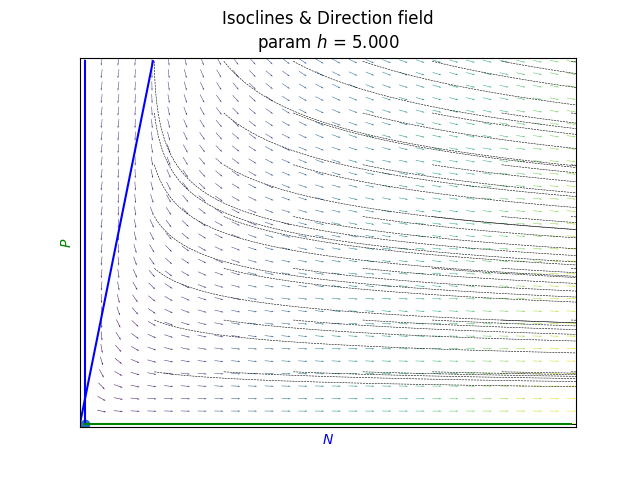 Isoclines & Direction field
param h = 5.000
P
N